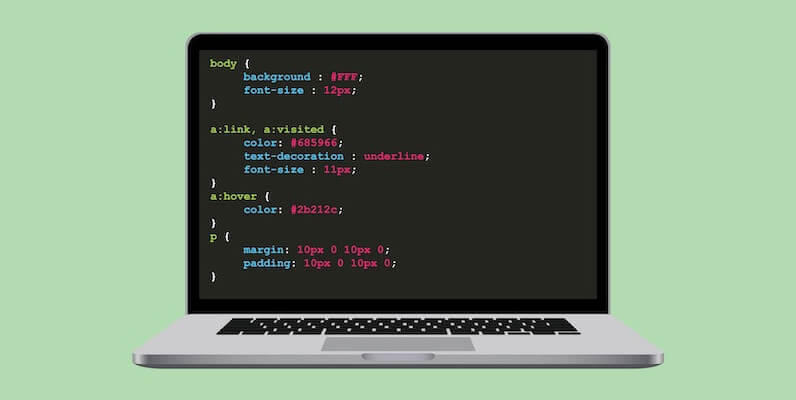 body {
background : #FFF;
font-size : 12px;
}
a:link, a:visited {
color: #685966;
text-decoration : underline;
font-size : 11px;
}
a:hover {
color: #2b212c;
}
p {
margin: 10px 0 10px 0;
padding: 10px 0 10px 0;
}